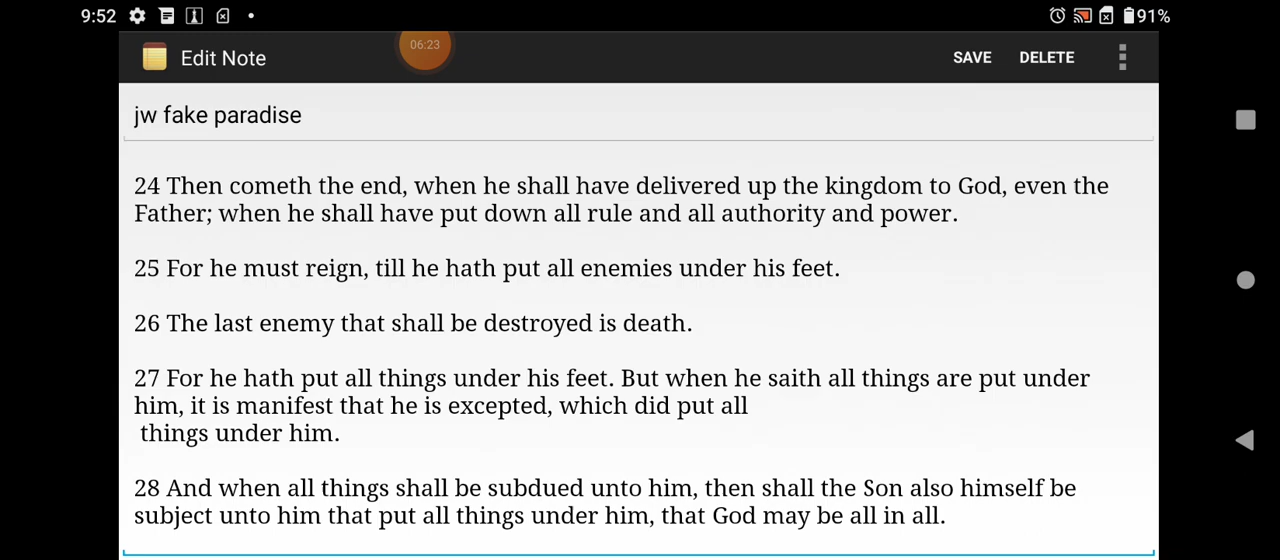 9:52
91%
06:23
Edit Note
SAVE
DELETE
jw fake paradise
24 Then cometh the end, when he shall have delivered up the kingdom to God, even the
Father; when he shall have put down all rule and all authority and power.
25 For he must reign, till he hath put all enemies under his feet.
26 The last enemy that shall be destroyed is death.
27 For he hath put all things under his feet. But when he saith all things are put under
him, it is manifest that he is excepted, which did put all
things under him.
28 And when all things shall be subdued unto him, then shall the Son also himself be
subject unto him that put all things under him, that God may be all in all.